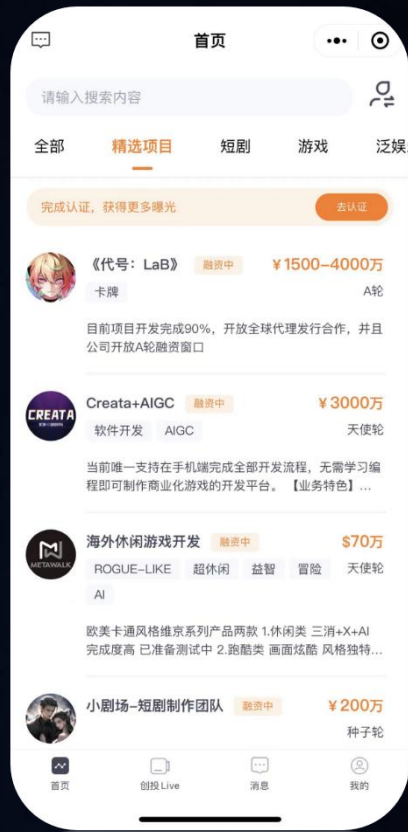 首页
请输入搜索内容
全部 精选项目 短剧 游戏 泛娱
完成认证，获得更多曝光 去认证
《代号：LaB》 融资中 ¥1500-4000万
卡牌 A轮
目前项目开发完成90%，开放全球代理发行合作，并且
公司开放A轮融资窗口
CREATA
Creata+AIGC 融资中 ¥3000万
软件开发 AIGC 天使轮
当前唯一支持在手机端完成全部开发流程，无需学习编
程即可制作商业化游戏的开发平台。【业务特色】...
METAWALK
海外休闲游戏开发 融资中 $70万
ROGUE-LIKE 超休闲 益智 冒险 天使轮
AI
欧美卡通风格维京系列产品两款 1.休闲类 三消+X+AI
完成度高 已准备测试中 2.跑酷类 画面炫酷 风格独特...
小剧场-短剧制作团队 融资中 ¥200万
种子轮
首页 创投Live 消息 我的